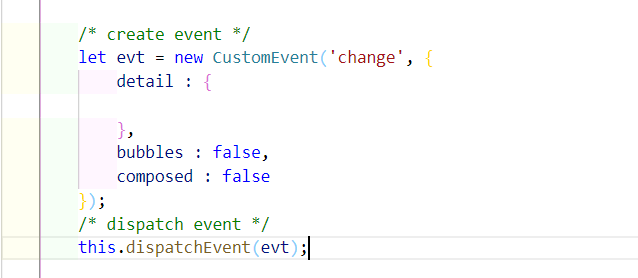 /* create event */
let evt = new CustomEvent('change', {
detail : {
},
bubbles : false,
composed : false
});
/* dispatch event */
this.dispatchEvent(evt);